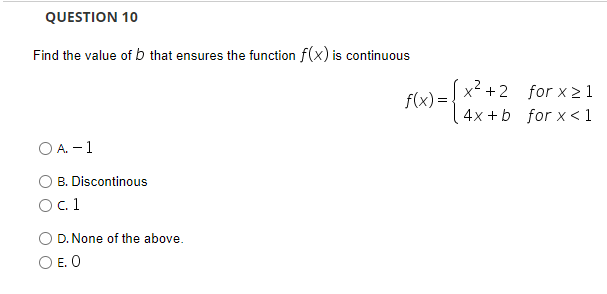 QUESTION 10
Find the value of b that ensures the function f(x) is continuous
f(x) = { x² + 2 for x ≥ 1
4x + b for x < 1
A. −1
B. Discontinous
C. 1
D. None of the above.
E. 0